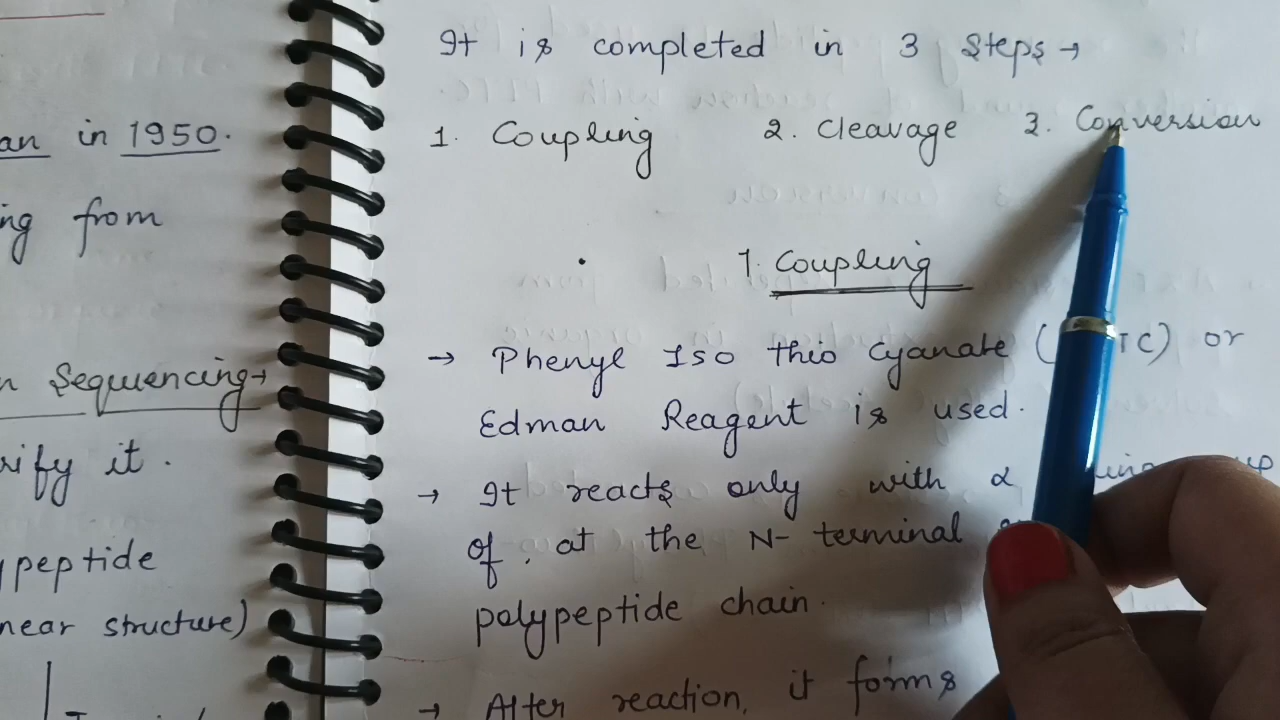 an in 1950.
ing from
n Sequencing→
rify it.
ypeptide
near structure)
It is completed in 3 Steps →
1. Coupling 2. Cleavage 3. Conversion
1. Coupling
→ Phenyl Iso thio Cyanate ( TC) or
Edman Reagent is used.
→ It reacts only with α
of, at the N- terminal
polypeptide chain.
→ After reaction, it forms